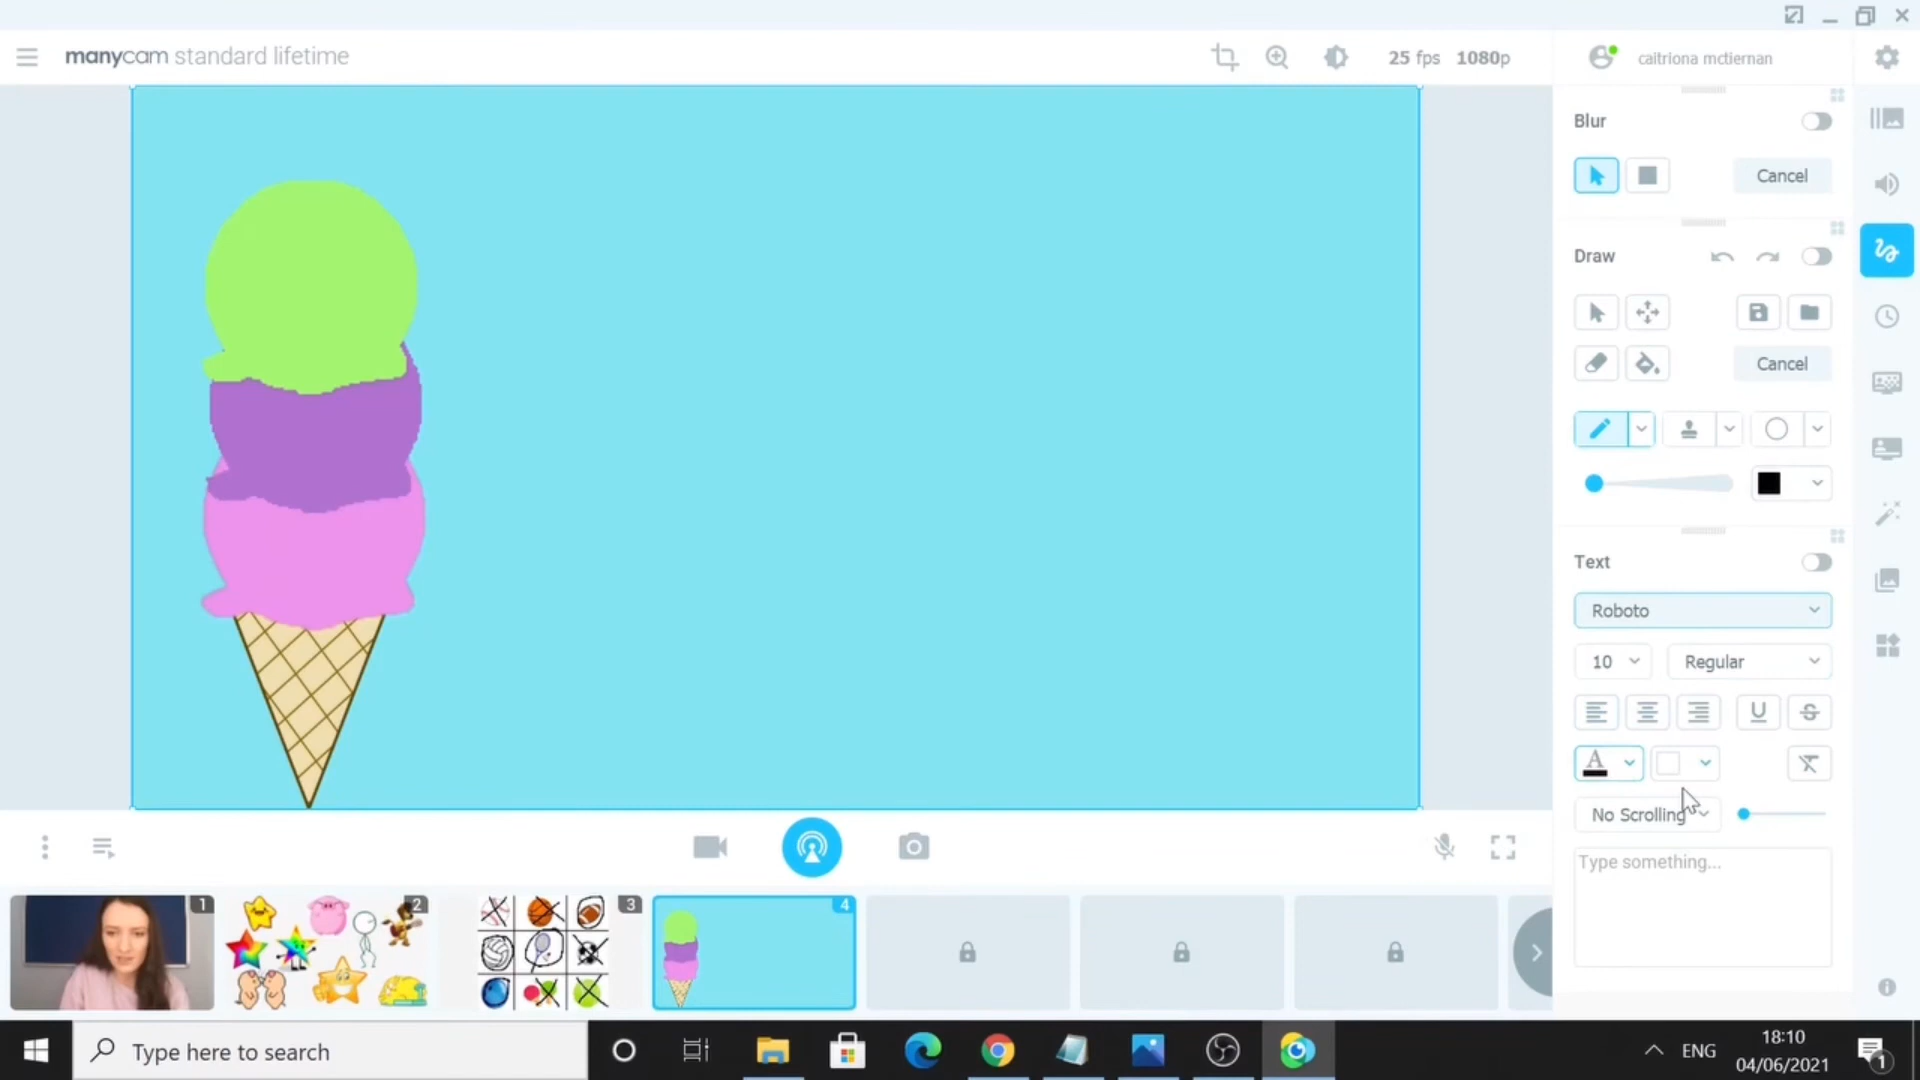 manycam standard lifetime
25 fps 1080p
caitriona mctiernan
Blur
Cancel
Draw
Cancel
Text
Roboto
10 Regular
U S
A
No Scrolling
Type something...
1
2
3
4
Type here to search
ENG
18:10
04/06/2021
1